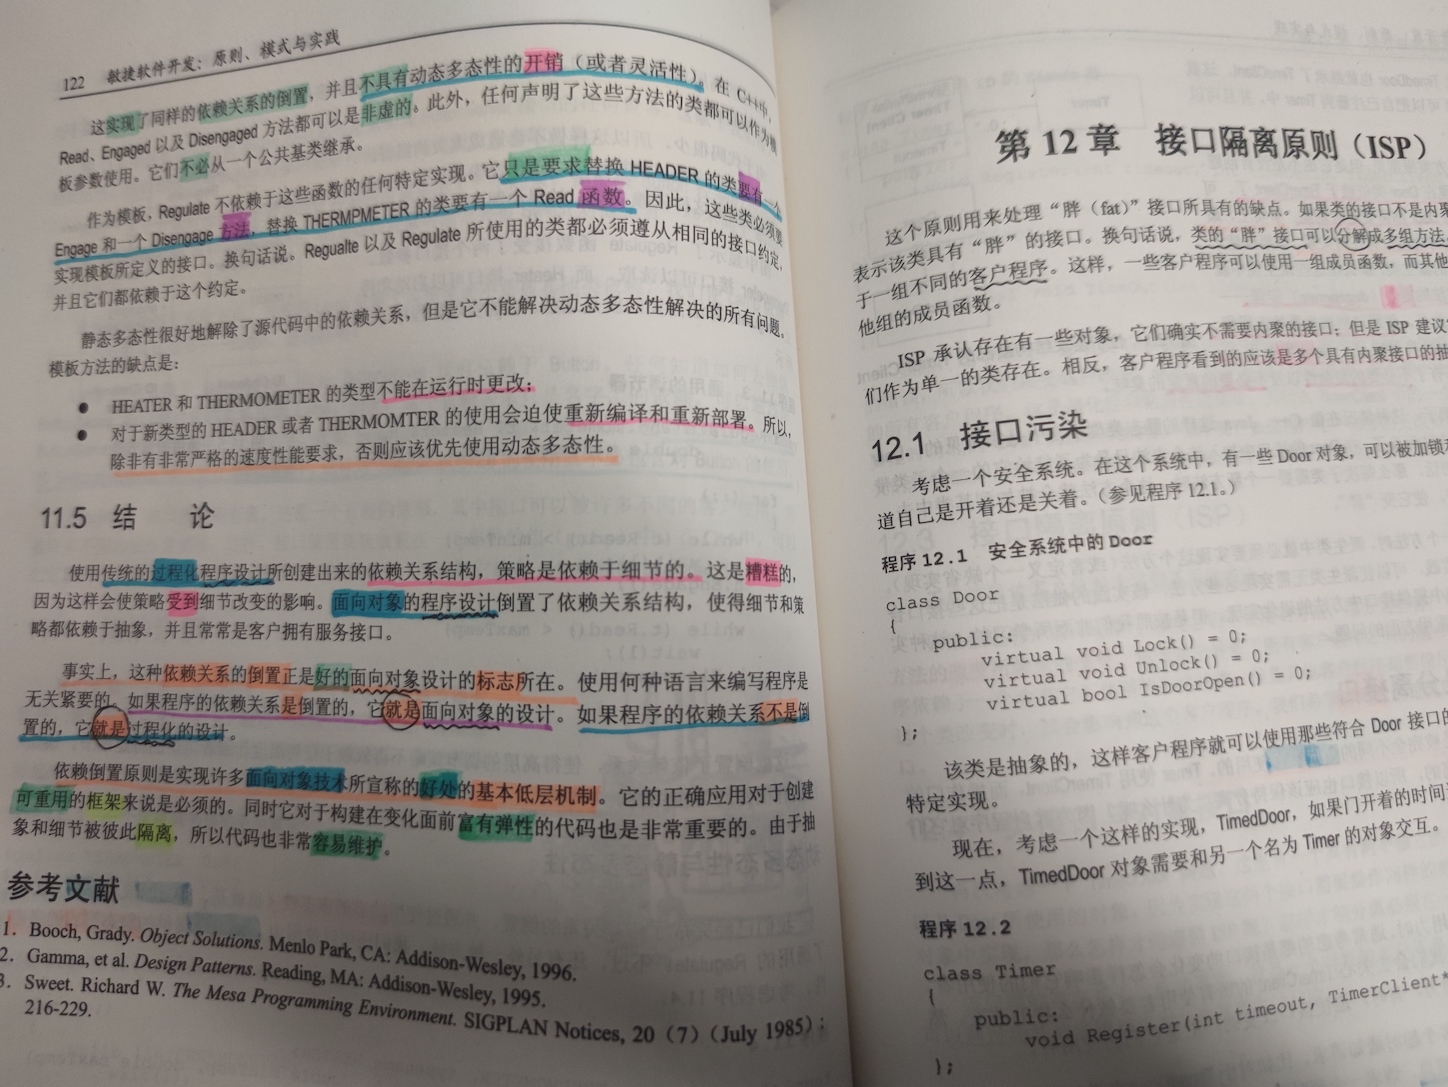 122 敏捷软件开发：原则、模式与实践
这实现了同样的依赖关系的倒置，并且不具有动态多态性的开销（或者灵活性）。在 C++中，
Read、Engaged 以及 Disengaged 方法都可以是非虚的。此外，任何声明了这些方法的类都可以作为模
板参数使用。它们不必从一个公共基类继承。
作为模板，Regulate 不依赖于这些函数的任何特定实现。它只是要求替换 HEADER 的类要有一个
Engage 和一个 Disengage 方法，替换 THERMPMETER 的类要有一个 Read 函数。因此，这些类必须要
实现模板所定义的接口。换句话说。Regualte 以及 Regulate 所使用的类都必须遵从相同的接口约定，
并且它们都依赖于这个约定。
静态多态性很好地解除了源代码中的依赖关系，但是它不能解决动态多态性解决的所有问题。
模板方法的缺点是：
● HEATER 和 THERMOMETER 的类型不能在运行时更改；
● 对于新类型的 HEADER 或者 THERMOMTER 的使用会迫使重新编译和重新部署。所以，
除非有非常严格的速度性能要求，否则应该优先使用动态多态性。
11.5 结 论
使用传统的过程化程序设计所创建出来的依赖关系结构，策略是依赖于细节的。这是糟糕的，
因为这样会使策略受到细节改变的影响。面向对象的程序设计倒置了依赖关系结构，使得细节和策
略都依赖于抽象，并且常常是客户拥有服务接口。
事实上，这种依赖关系的倒置正是好的面向对象设计的标志所在。使用何种语言来编写程序是
无关紧要的。如果程序的依赖关系是倒置的，它就是面向对象的设计。如果程序的依赖关系不是倒
置的，它就是过程化的设计。
依赖倒置原则是实现许多面向对象技术所宣称的好处的基本低层机制。它的正确应用对于创建
可重用的框架来说是必须的。同时它对于构建在变化面前富有弹性的代码也是非常重要的。由于抽
象和细节被彼此隔离，所以代码也非常容易维护。
参考文献
1. Booch, Grady. Object Solutions. Menlo Park, CA: Addison-Wesley, 1996.
2. Gamma, et al. Design Patterns. Reading, MA: Addison-Wesley, 1995.
3. Sweet. Richard W. The Mesa Programming Environment. SIGPLAN Notices, 20（7）(July 1985)：
216-229.
第 12 章 接口隔离原则（ISP）
这个原则用来处理“胖（fat）”接口所具有的缺点。如果类的接口不是内聚
表示该类具有“胖”的接口。换句话说，类的“胖”接口可以分解成多组方法。
于一组不同的客户程序。这样，一些客户程序可以使用一组成员函数，而其他
他组的成员函数。
ISP 承认存在有一些对象，它们确实不需要内聚的接口；但是 ISP 建议
们作为单一的类存在。相反，客户程序看到的应该是多个具有内聚接口的抽
12.1 接口污染
考虑一个安全系统。在这个系统中，有一些 Door 对象，可以被加锁和
道自己是开着还是关着。（参见程序 12.1。）
程序 12.1 安全系统中的 Door
class Door
{
public:
virtual void Lock() = 0;
virtual void Unlock() = 0;
virtual bool IsDoorOpen() = 0;
};
该类是抽象的，这样客户程序就可以使用那些符合 Door 接口的
特定实现。
现在，考虑一个这样的实现，TimedDoor，如果门开着的时间
到这一点，TimedDoor 对象需要和另一个名为 Timer 的对象交互。
程序 12.2
class Timer
{
public:
void Register(int timeout, TimerClient*
};